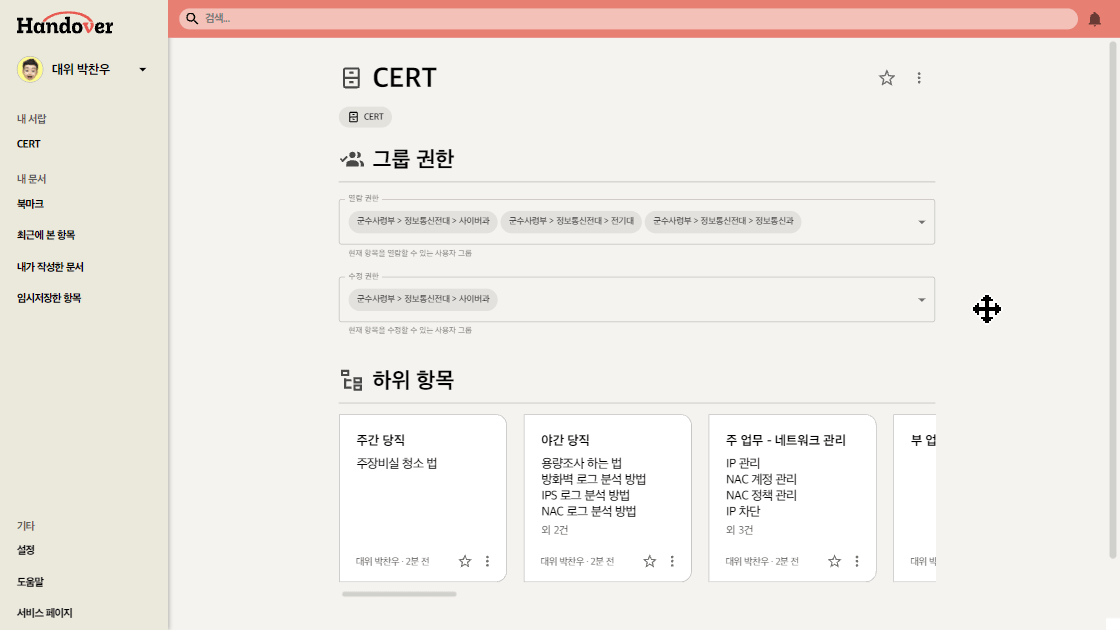 Handover
검색...
대위 박찬우
내 서랍
CERT
내 문서
북마크
최근에 본 항목
내가 작성한 문서
임시저장한 항목
기타
설정
도움말
서비스 페이지
CERT
CERT
그룹 권한
열람 권한
군수사령부 > 정보통신전대 > 사이버과
군수사령부 > 정보통신전대 > 전기대
군수사령부 > 정보통신전대 > 정보통신과
현재 항목을 열람할 수 있는 사용자 그룹
수정 권한
군수사령부 > 정보통신전대 > 사이버과
현재 항목을 수정할 수 있는 사용자 그룹
하위 항목
주간 당직
주장비실 청소 법
대위 박찬우 · 2분 전
야간 당직
용량조사 하는 법
방화벽 로그 분석 방법
IPS 로그 분석 방법
NAC 로그 분석 방법
외 2건
대위 박찬우 · 2분 전
주 업무 - 네트워크 관리
IP 관리
NAC 계정 관리
NAC 정책 관리
IP 차단
외 3건
대위 박찬우 · 2분 전
부 업
대위